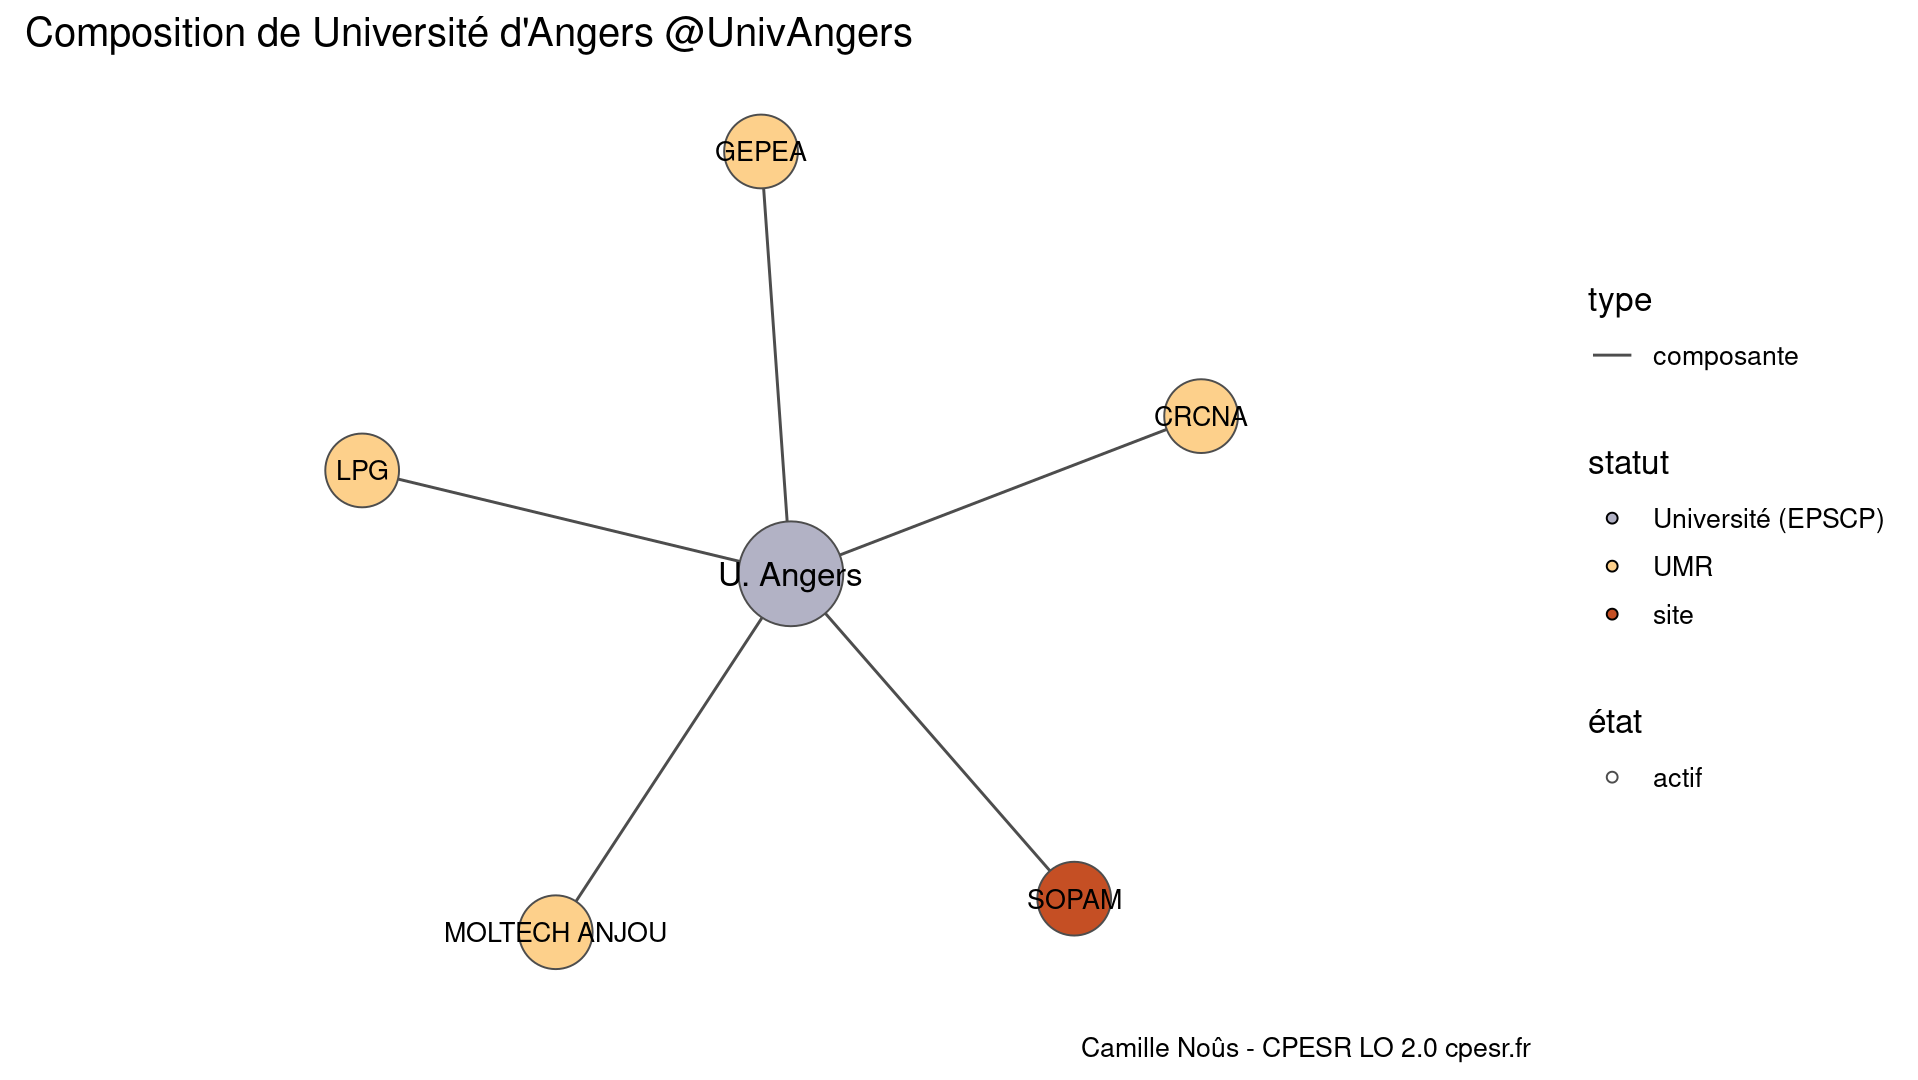 Composition de Université d'Angers @UnivAngers
GEPEA
CRCNA
LPG
U. Angers
SOPAM
MOLTECH ANJOU
type
composante
statut
Université (EPSCP)
UMR
site
état
actif
Camille Noûs - CPESR LO 2.0 cpesr.fr